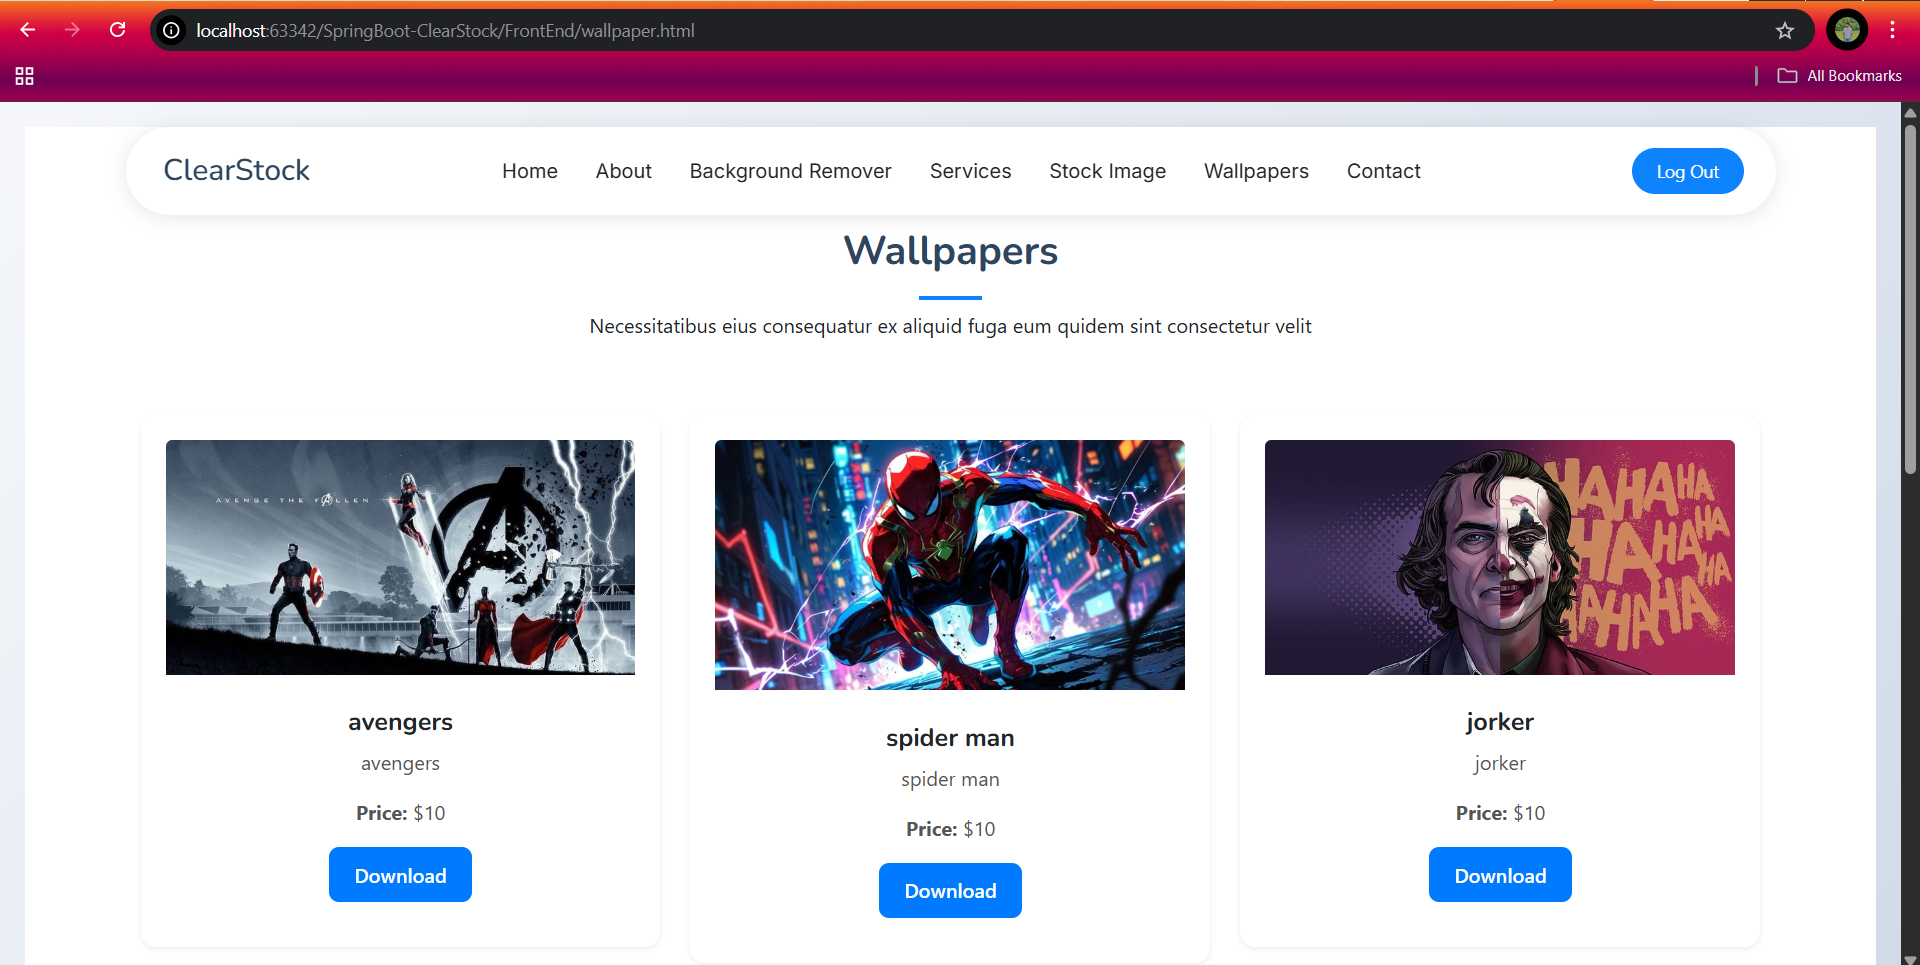 localhost:63342/SpringBoot-ClearStock/FrontEnd/wallpaper.html
All Bookmarks
ClearStock
Home
About
Background Remover
Services
Stock Image
Wallpapers
Contact
Log Out
Wallpapers
Necessitatibus eius consequatur ex aliquid fuga eum quidem sint consectetur velit
AVENGE THE FALLEN
avengers
avengers
Price: $10
Download
spider man
spider man
Price: $10
Download
HAHAHA
HAHAHA
HA
HAHAHA
jorker
jorker
Price: $10
Download